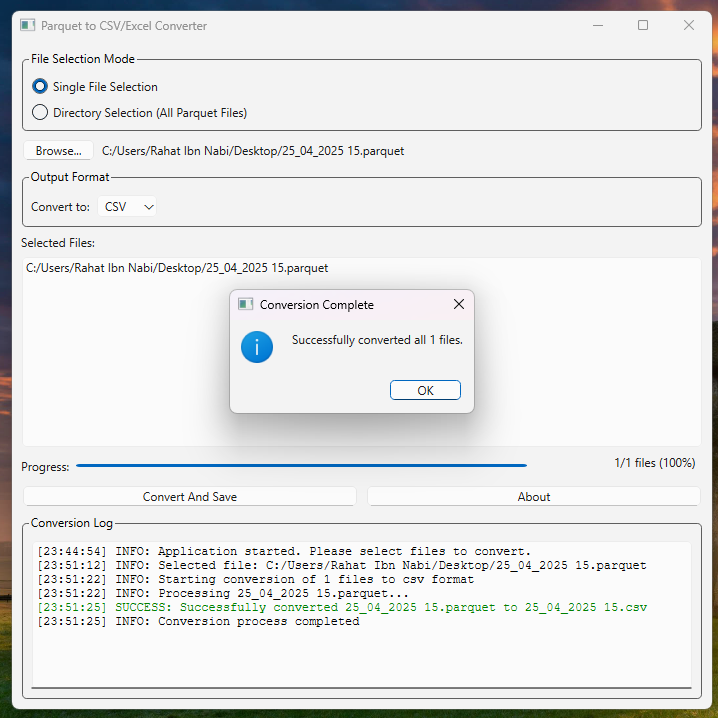 Parquet to CSV/Excel Converter
File Selection Mode
Single File Selection
Directory Selection (All Parquet Files)
Browse... C:/Users/Rahat Ibn Nabi/Desktop/25_04_2025 15.parquet
Output Format
Convert to: CSV
Selected Files:
C:/Users/Rahat Ibn Nabi/Desktop/25_04_2025 15.parquet
Conversion Complete
Successfully converted all 1 files.
OK
Progress: 1/1 files (100%)
Convert And Save About
Conversion Log
[23:44:54] INFO: Application started. Please select files to convert.
[23:51:12] INFO: Selected file: C:/Users/Rahat Ibn Nabi/Desktop/25_04_2025 15.parquet
[23:51:22] INFO: Starting conversion of 1 files to csv format
[23:51:22] INFO: Processing 25_04_2025 15.parquet...
[23:51:25] SUCCESS: Successfully converted 25_04_2025 15.parquet to 25_04_2025 15.csv
[23:51:25] INFO: Conversion process completed